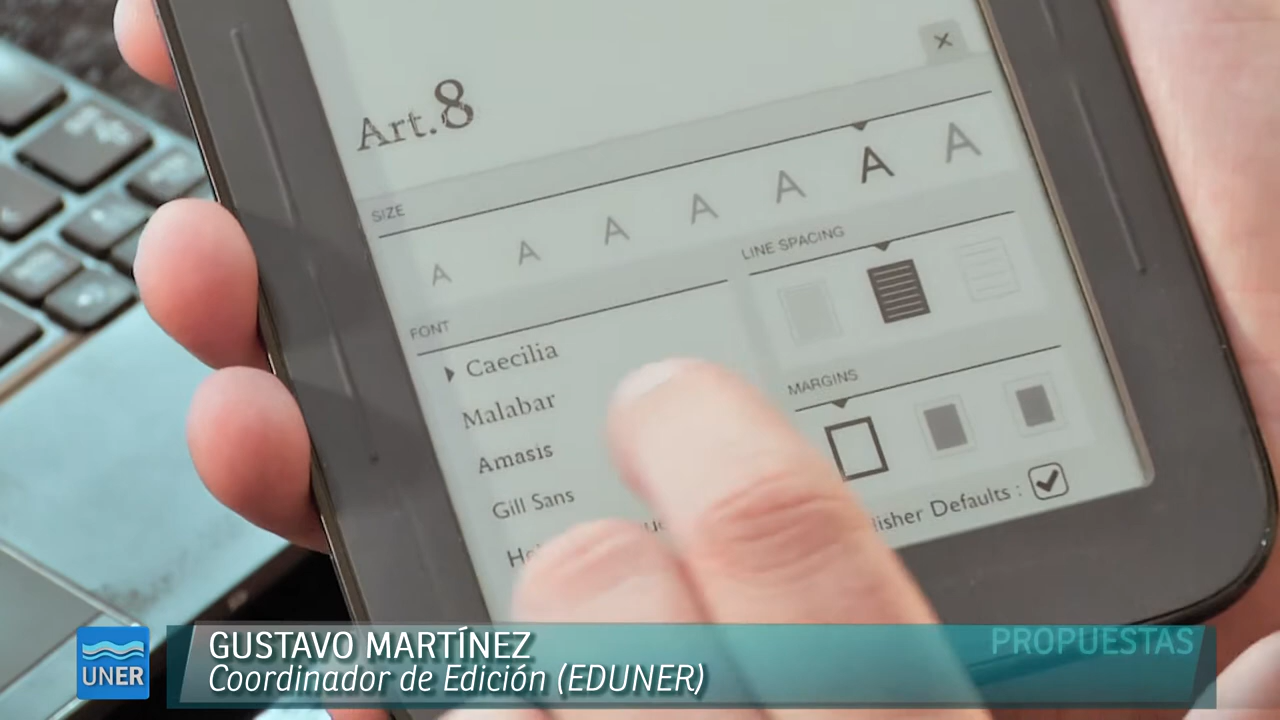 Art.8
SIZE
A A A A A A A
LINE SPACING
FONT
Caecilia
Malabar
Amasis
Gill Sans
MARGINS
Defaults :
UNER
GUSTAVO MARTÍNEZ
Coordinador de Edición (EDUNER)
PROPUESTAS